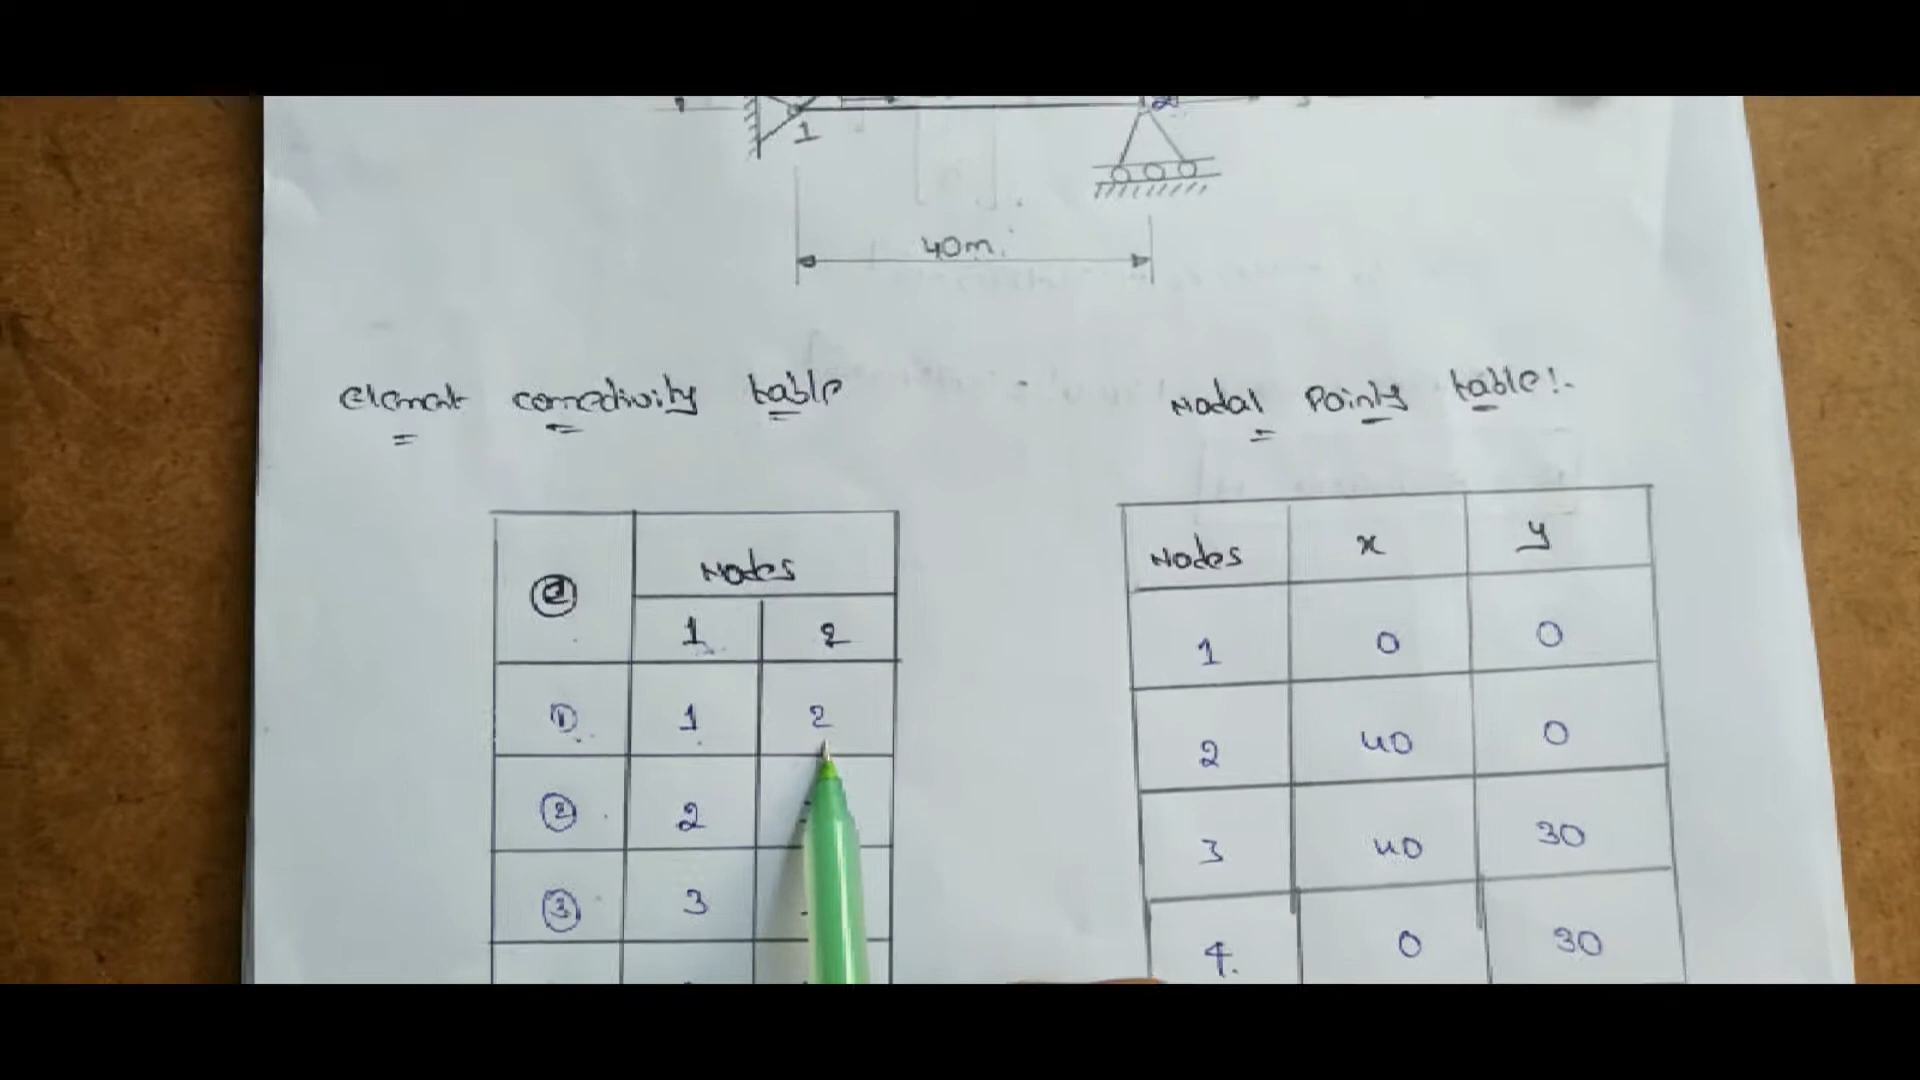 1 2
40m.
Element connectivity table
Nodal Points table:-
e Nodes
1 2
1 1 2
2 2
3 3
Nodes x y
1 0 0
2 40 0
3 40 30
4. 0 30